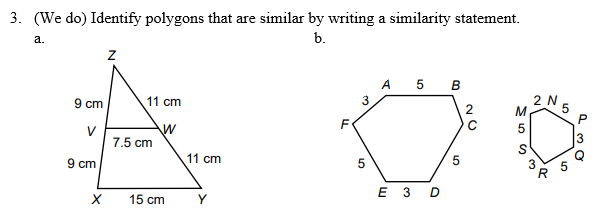 3. (We do) Identify polygons that are similar by writing a similarity statement.
a.
b.
Z
9 cm
11 cm
V
W
7.5 cm
9 cm
11 cm
X
15 cm
Y
A
5
B
3
2
F
C
5
5
E
3
D
M
2
N
5
P
5
3
S
Q
3
R
5